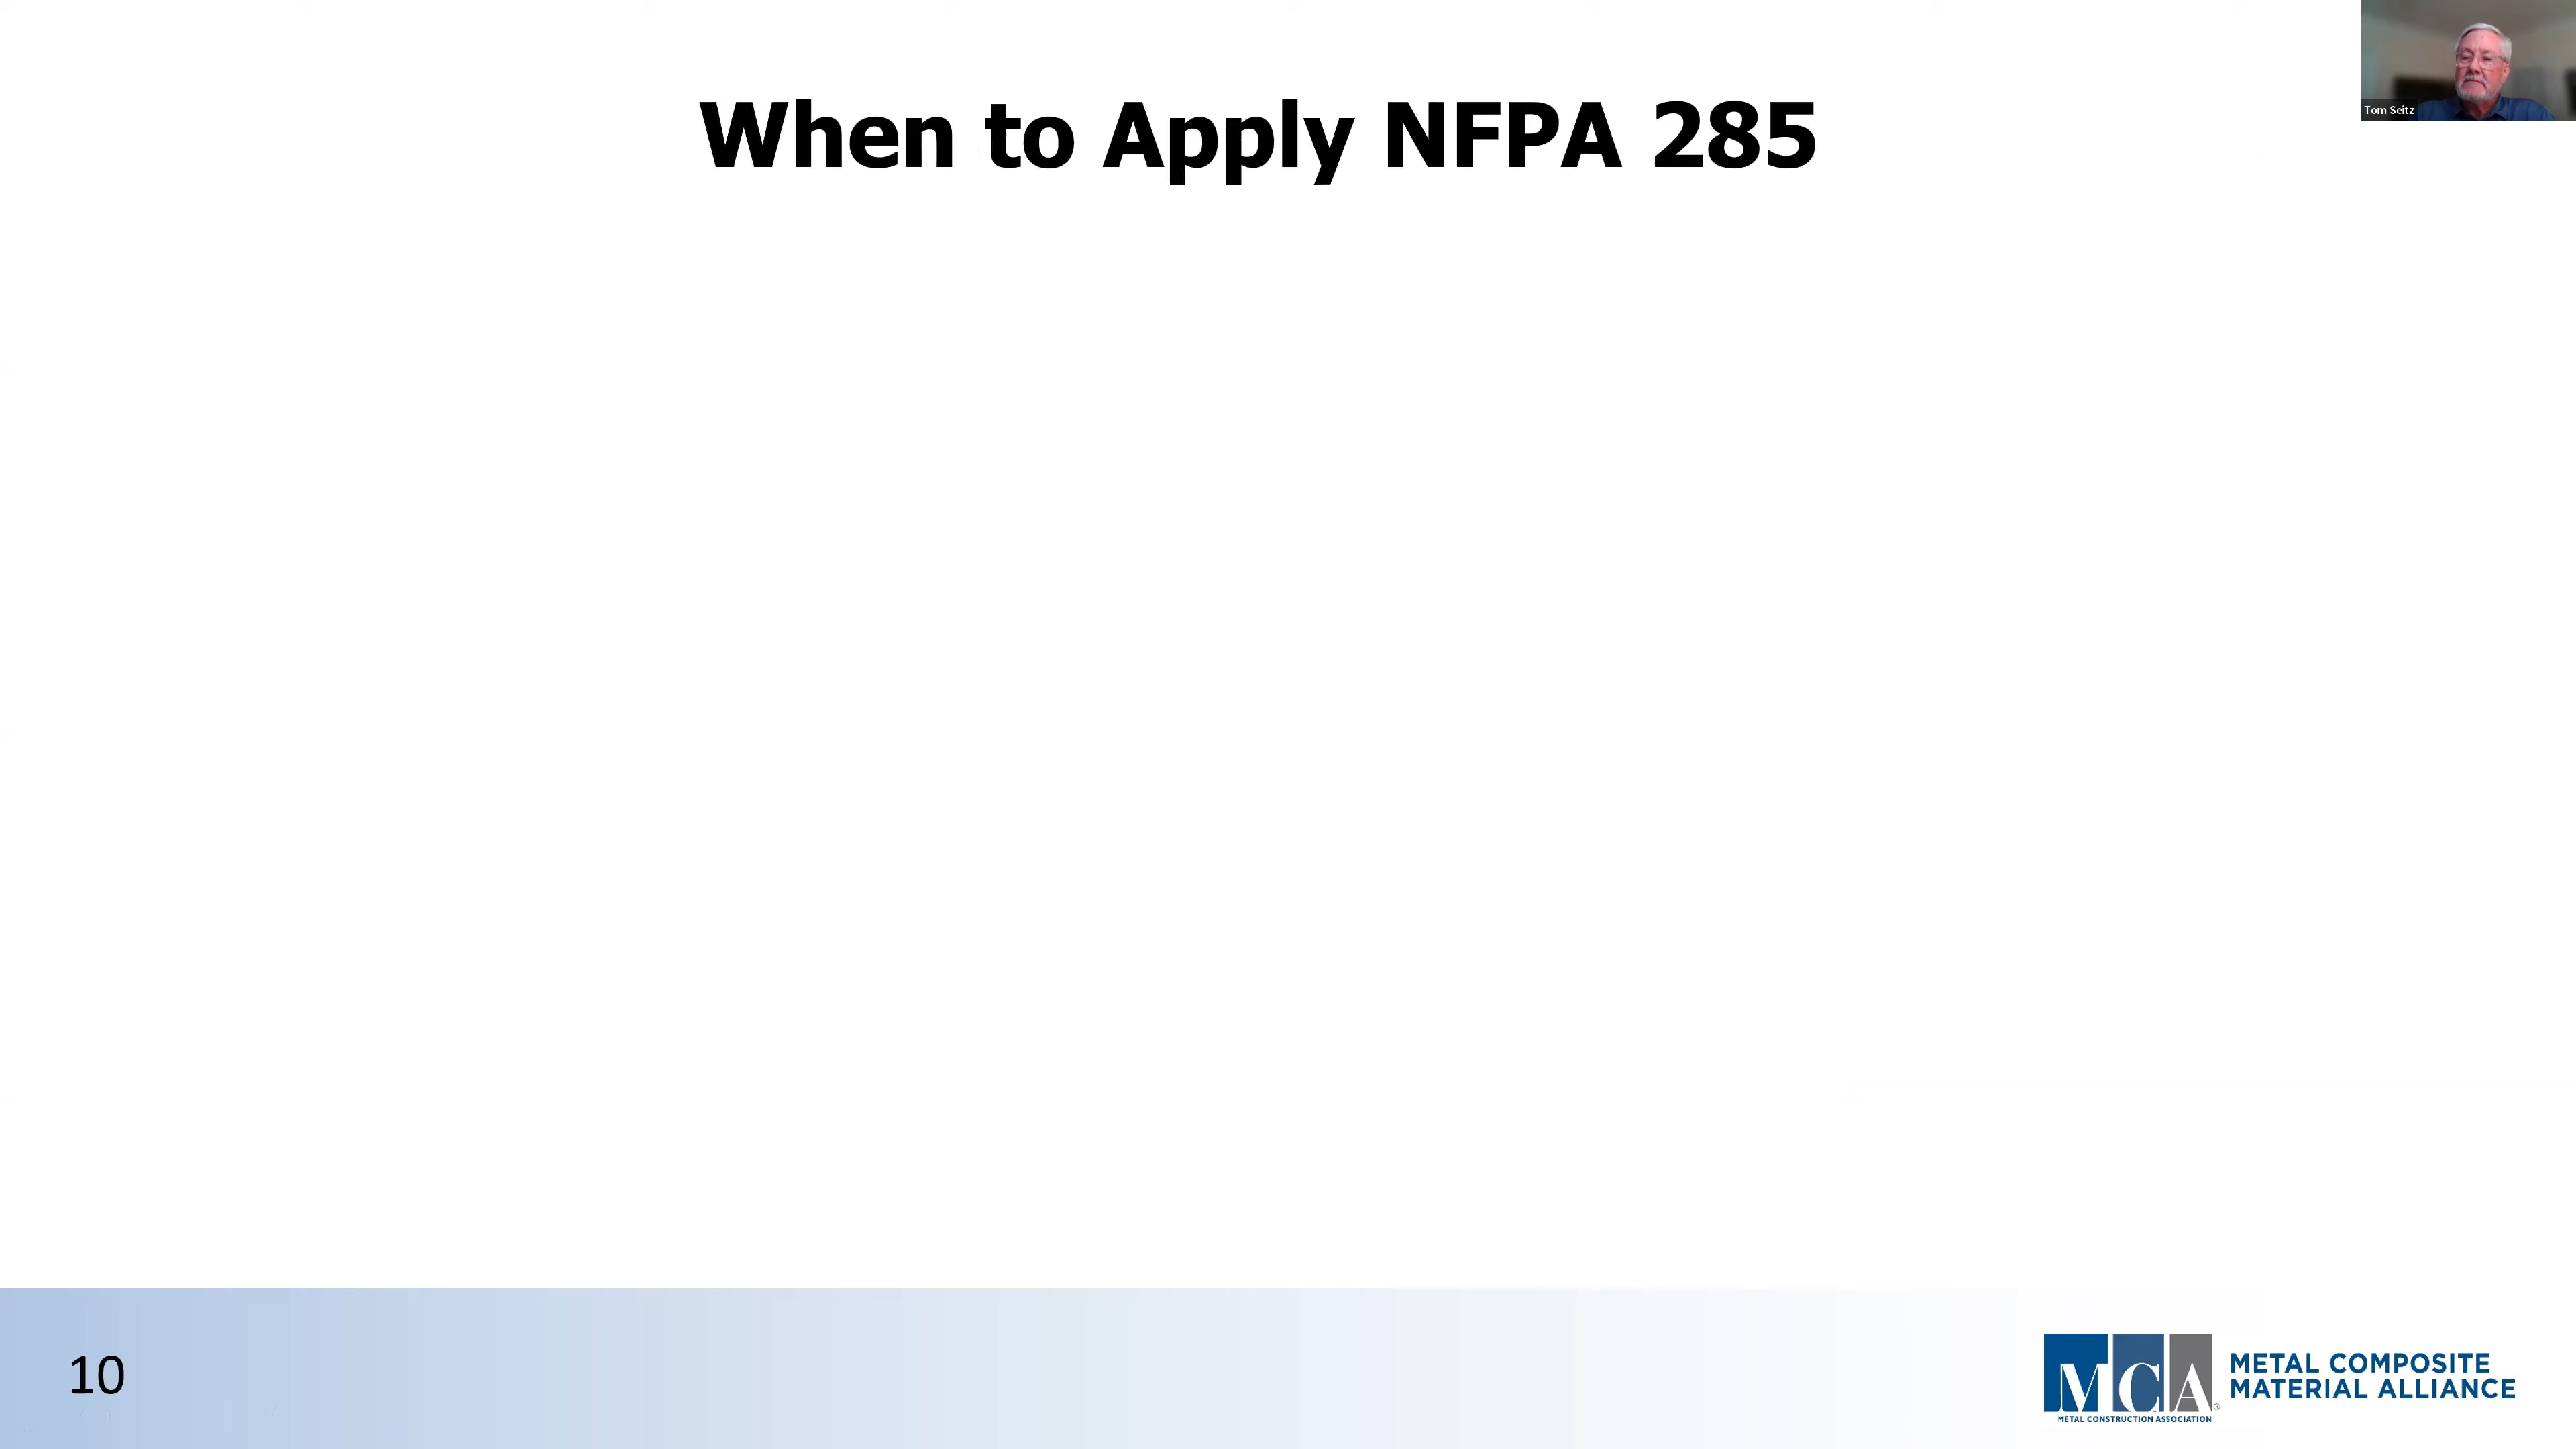 When to Apply NFPA 285
Tom Seitz
10
MCA®
METAL CONSTRUCTION ASSOCIATION
METAL COMPOSITE
MATERIAL ALLIANCE